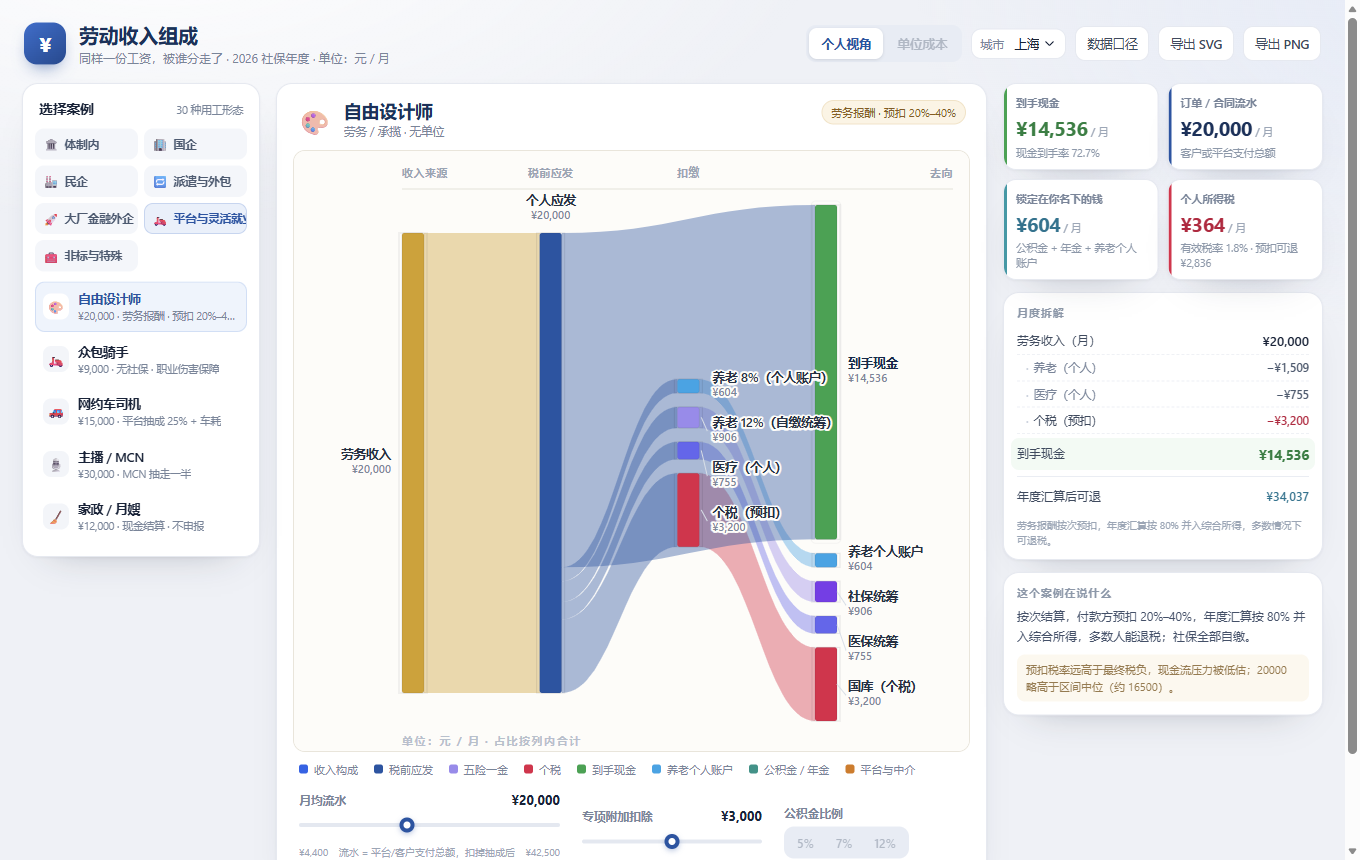 ¥
劳动收入组成
同样一份工资，被谁分走了 · 2026 社保年度 · 单位：元 / 月
个人视角
单位成本
城市 上海
数据口径
导出 SVG
导出 PNG
选择案例
30 种用工形态
体制内
国企
民企
派遣与外包
大厂金融外企
平台与灵活就业
非标与特殊
自由设计师
¥20,000 · 劳务报酬 · 预扣 20%–4...
众包骑手
¥9,000 · 无社保 · 职业伤害保障
网约车司机
¥15,000 · 平台抽成 25% + 车耗
主播 / MCN
¥30,000 · MCN 抽走一半
家政 / 月嫂
¥12,000 · 现金结算 · 不申报
自由设计师
劳务 / 承揽 · 无单位
劳务报酬 · 预扣 20%–40%
收入来源
税前应发
扣缴
去向
个人应发
¥20,000
劳务收入
¥20,000
养老 8%（个人账户）
¥604
养老 12%（自缴统筹）
¥906
医疗（个人）
¥755
个税（预扣）
¥3,200
到手现金
¥14,536
养老个人账户
¥604
社保统筹
¥906
医保统筹
¥755
国库（个税）
¥3,200
单位：元 / 月 · 占比按列内合计
收入构成
税前应发
五险一金
个税
到手现金
养老个人账户
公积金 / 年金
平台与中介
月均流水
¥20,000
¥4,400
流水 = 平台/客户支付总额，扣掉抽成后
¥42,500
专项附加扣除
¥3,000
公积金比例
5%
7%
12%
到手现金
¥14,536 / 月
现金到手率 72.7%
订单 / 合同流水
¥20,000 / 月
客户或平台支付总额
锁定在你名下的钱
¥604 / 月
公积金 + 年金 + 养老个人
账户
个人所得税
¥364 / 月
有效税率 1.8% · 预扣可退
¥2,836
月度拆解
劳务收入（月）
¥20,000
· 养老（个人）
−¥1,509
· 医疗（个人）
−¥755
· 个税（预扣）
−¥3,200
到手现金
¥14,536
年度汇算后可退
¥34,037
劳务报酬按次预扣，年度汇算按 80% 并入综合所得，多数情况下
可退税。
这个案例在说什么
按次结算，付款方预扣 20%–40%，年度汇算按 80% 并
入综合所得，多数人能退税；社保全部自缴。
预扣税率远高于最终税负，现金流压力被低估；20000
略高于区间中位（约 16500）。